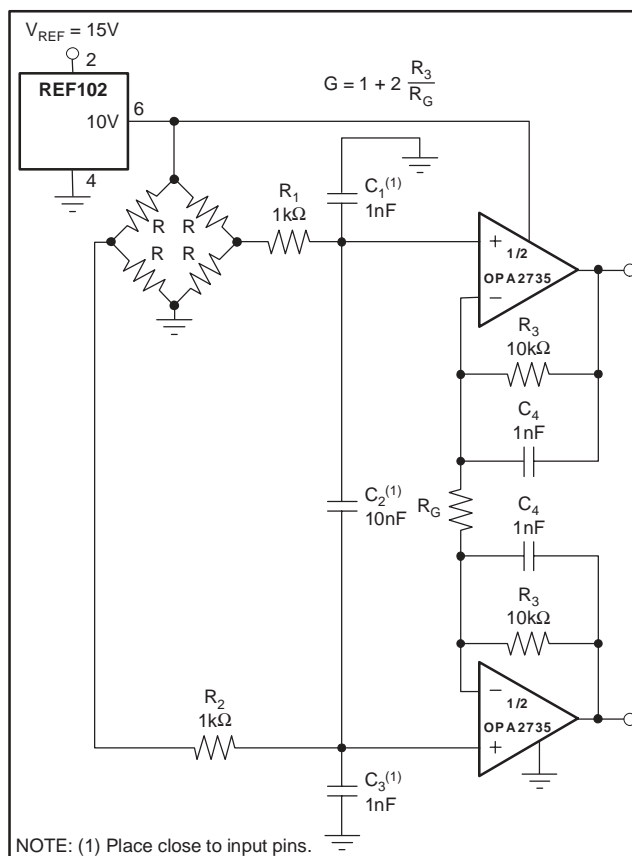 V_REF = 15V
2
REF102
6
10V
4
G = 1 + 2 R_3
R_G
C_1^(1)
1nF
R_1
1kΩ
R R
R R
+
1/2
OPA2735
−
R_3
10kΩ
C_4
1nF
C_2^(1)
10nF
R_G
C_4
1nF
R_3
10kΩ
R_2
1kΩ
−
1/2
OPA2735
+
C_3^(1)
1nF
NOTE: (1) Place close to input pins.